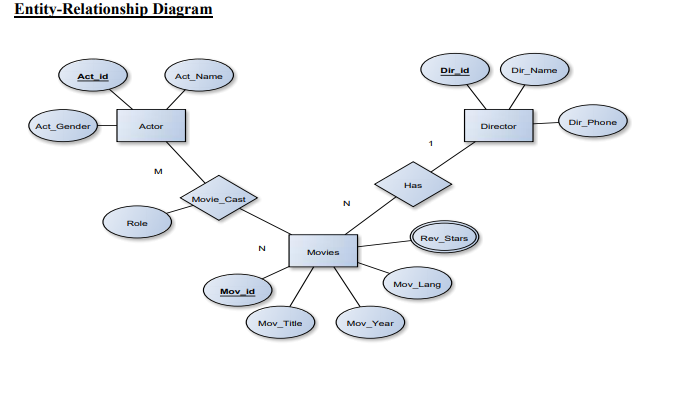 Entity-Relationship Diagram
Act_id
Act_Name
Dir_id
Dir_Name
Act_Gender
Actor
Director
Dir_Phone
1
M
Has
Movie_Cast
N
Role
Rev_Stars
N
Movies
Mov_id
Mov_Lang
Mov_Title
Mov_Year